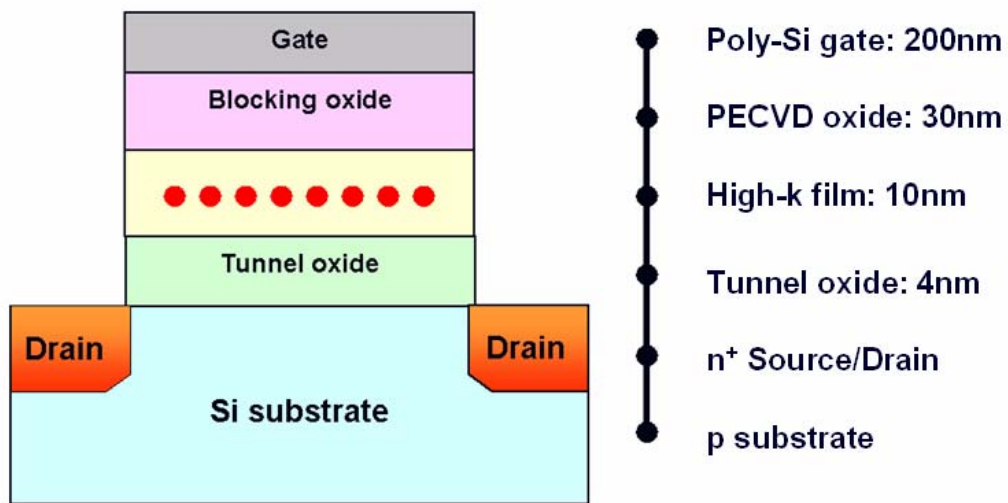 Gate
Blocking oxide
Tunnel oxide
Drain
Drain
Si substrate
Poly-Si gate: 200nm
PECVD oxide: 30nm
High-k film: 10nm
Tunnel oxide: 4nm
n⁺ Source/Drain
p substrate